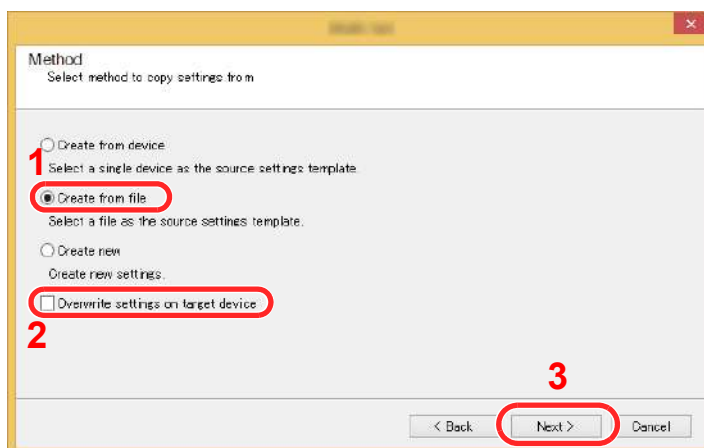 Method
Select method to copy settings from
Create from device
1
Select a single device as the source settings template.
Create from file
Select a file as the source settings template.
Create new
Create new settings.
Overwrite settings on target device
2
3
< Back Next > Cancel